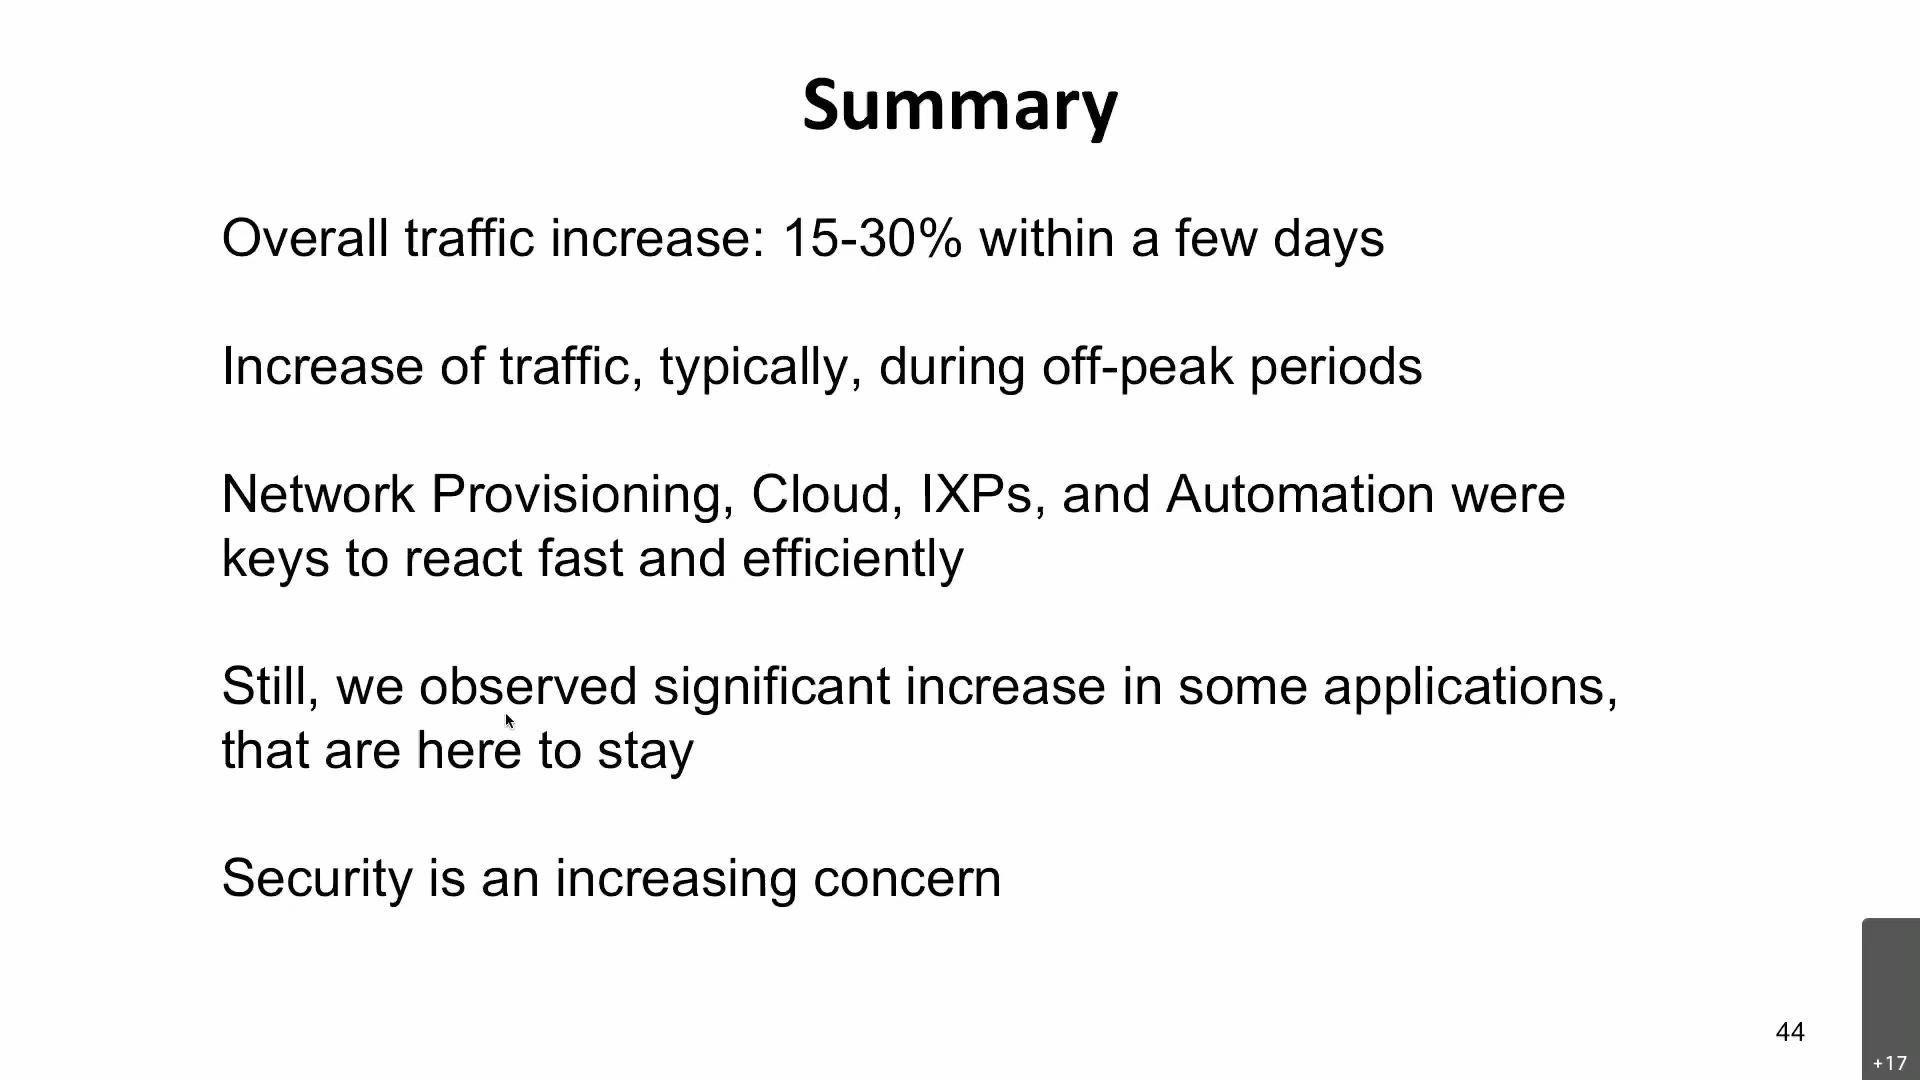 Summary
Overall traffic increase: 15-30% within a few days
Increase of traffic, typically, during off-peak periods
Network Provisioning, Cloud, IXPs, and Automation were
keys to react fast and efficiently
Still, we observed significant increase in some applications,
that are here to stay
Security is an increasing concern
44
+17